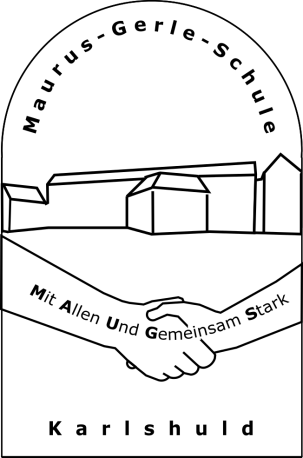 Maurus-Gerle-Schule
Mit Allen Und Gemeinsam Stark
Karlshuld